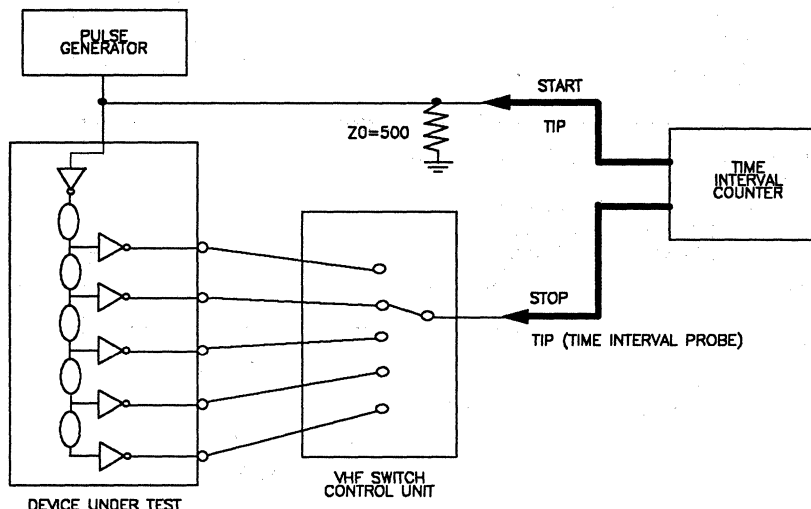 PULSE
GENERATOR
START
TIP
Z0=500
TIME
INTERVAL
COUNTER
STOP
TIP (TIME INTERVAL PROBE)
VHF SWITCH
CONTROL UNIT
DEVICE UNDER TEST